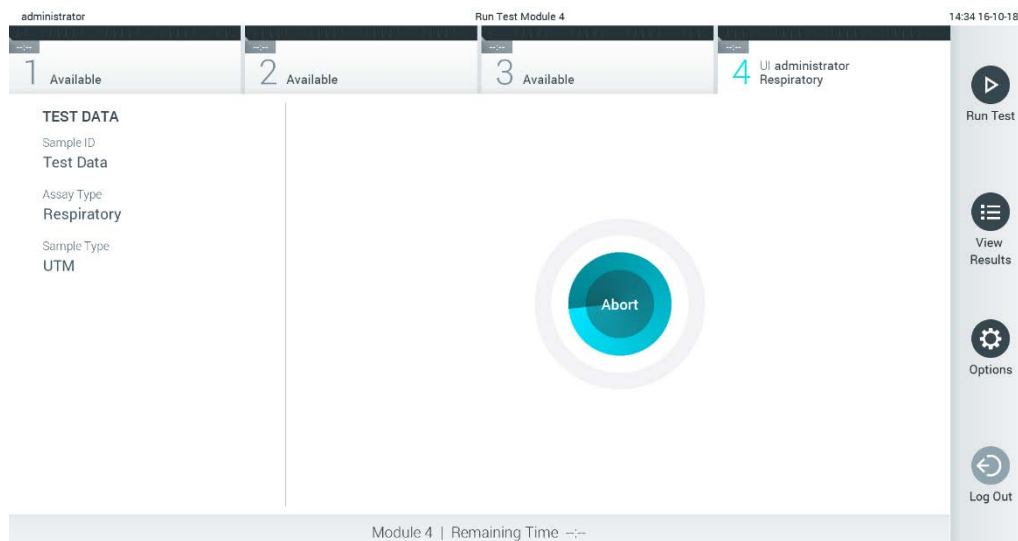 administrator
Run Test Module 4
14:34 16-10-18
--:--
1 Available
--:--
2 Available
--:--
3 Available
--:--
4 UI administrator
Respiratory
TEST DATA
Sample ID
Test Data
Assay Type
Respiratory
Sample Type
UTM
Abort
Run Test
View
Results
Options
Log Out
Module 4 | Remaining Time --:--